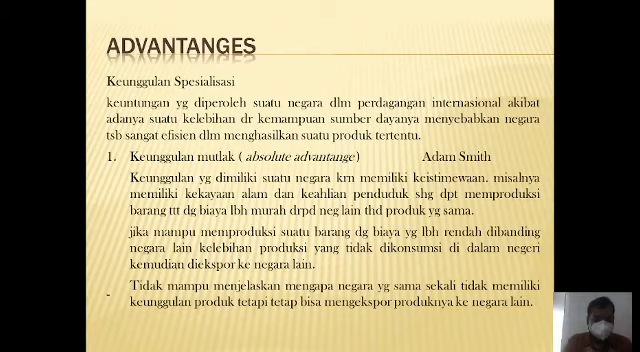 ADVANTANGES
Keunggulan Spesialisasi
keuntungan yg diperoleh suatu negara dlm perdagangan internasional akibat
adanya suatu kelebihan dr kemampuan sumber dayanya menyebabkan negara
tsb sangat efisien dlm menghasilkan suatu produk tertentu.
1. Keunggulan mutlak ( absolute advantange ) Adam Smith
Keunggulan yg dimiliki suatu negara krn memiliki keistimewaan. misalnya
memiliki kekayaan alam dan keahlian penduduk shg dpt memproduksi
barang ttt dg biaya lbh murah drpd neg lain thd produk yg sama.
jika mampu memproduksi suatu barang dg biaya yg lbh rendah dibanding
negara lain kelebihan produksi yang tidak dikonsumsi di dalam negeri
kemudian diekspor ke negara lain.
- Tidak mampu menjelaskan mengapa negara yg sama sekali tidak memiliki
keunggulan produk tetapi tetap bisa mengekspor produknya ke negara lain.